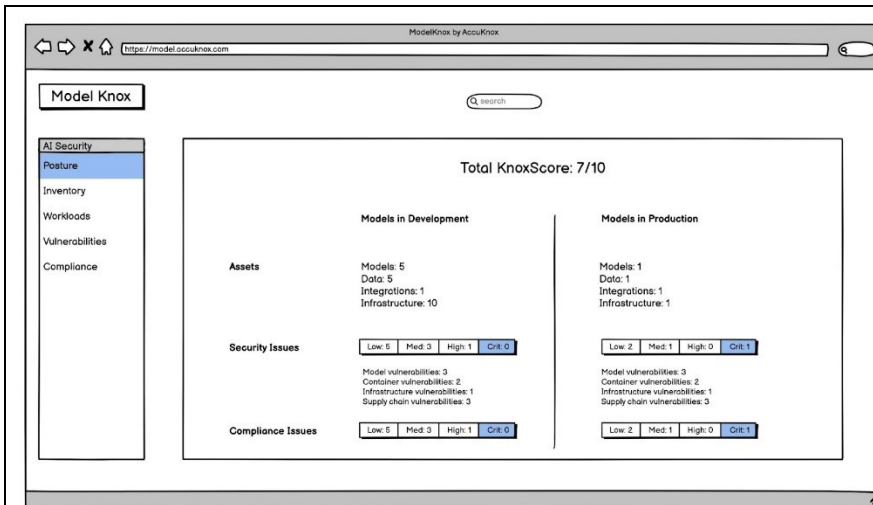 ModelKnox by AccuKnox
https://model.accuknox.com
Model Knox
search
AI Security
Posture
Inventory
Workloads
Vulnerabilities
Compliance
Total KnoxScore: 7/10
Models in Development
Models in Production
Assets
Models: 5
Data: 5
Integrations: 1
Infrastructure: 10
Models: 1
Data: 1
Integrations: 1
Infrastructure: 1
Security Issues
Low: 5 Med: 3 High: 1 Crit: 0
Low: 2 Med: 1 High: 0 Crit: 1
Model vulnerabilities: 3
Container vulnerabilities: 2
Infrastructure vulnerabilities: 1
Supply chain vulnerabilities: 3
Model vulnerabilities: 3
Container vulnerabilities: 2
Infrastructure vulnerabilities: 1
Supply chain vulnerabilities: 3
Compliance Issues
Low: 5 Med: 3 High: 1 Crit: 0
Low: 2 Med: 1 High: 0 Crit: 1